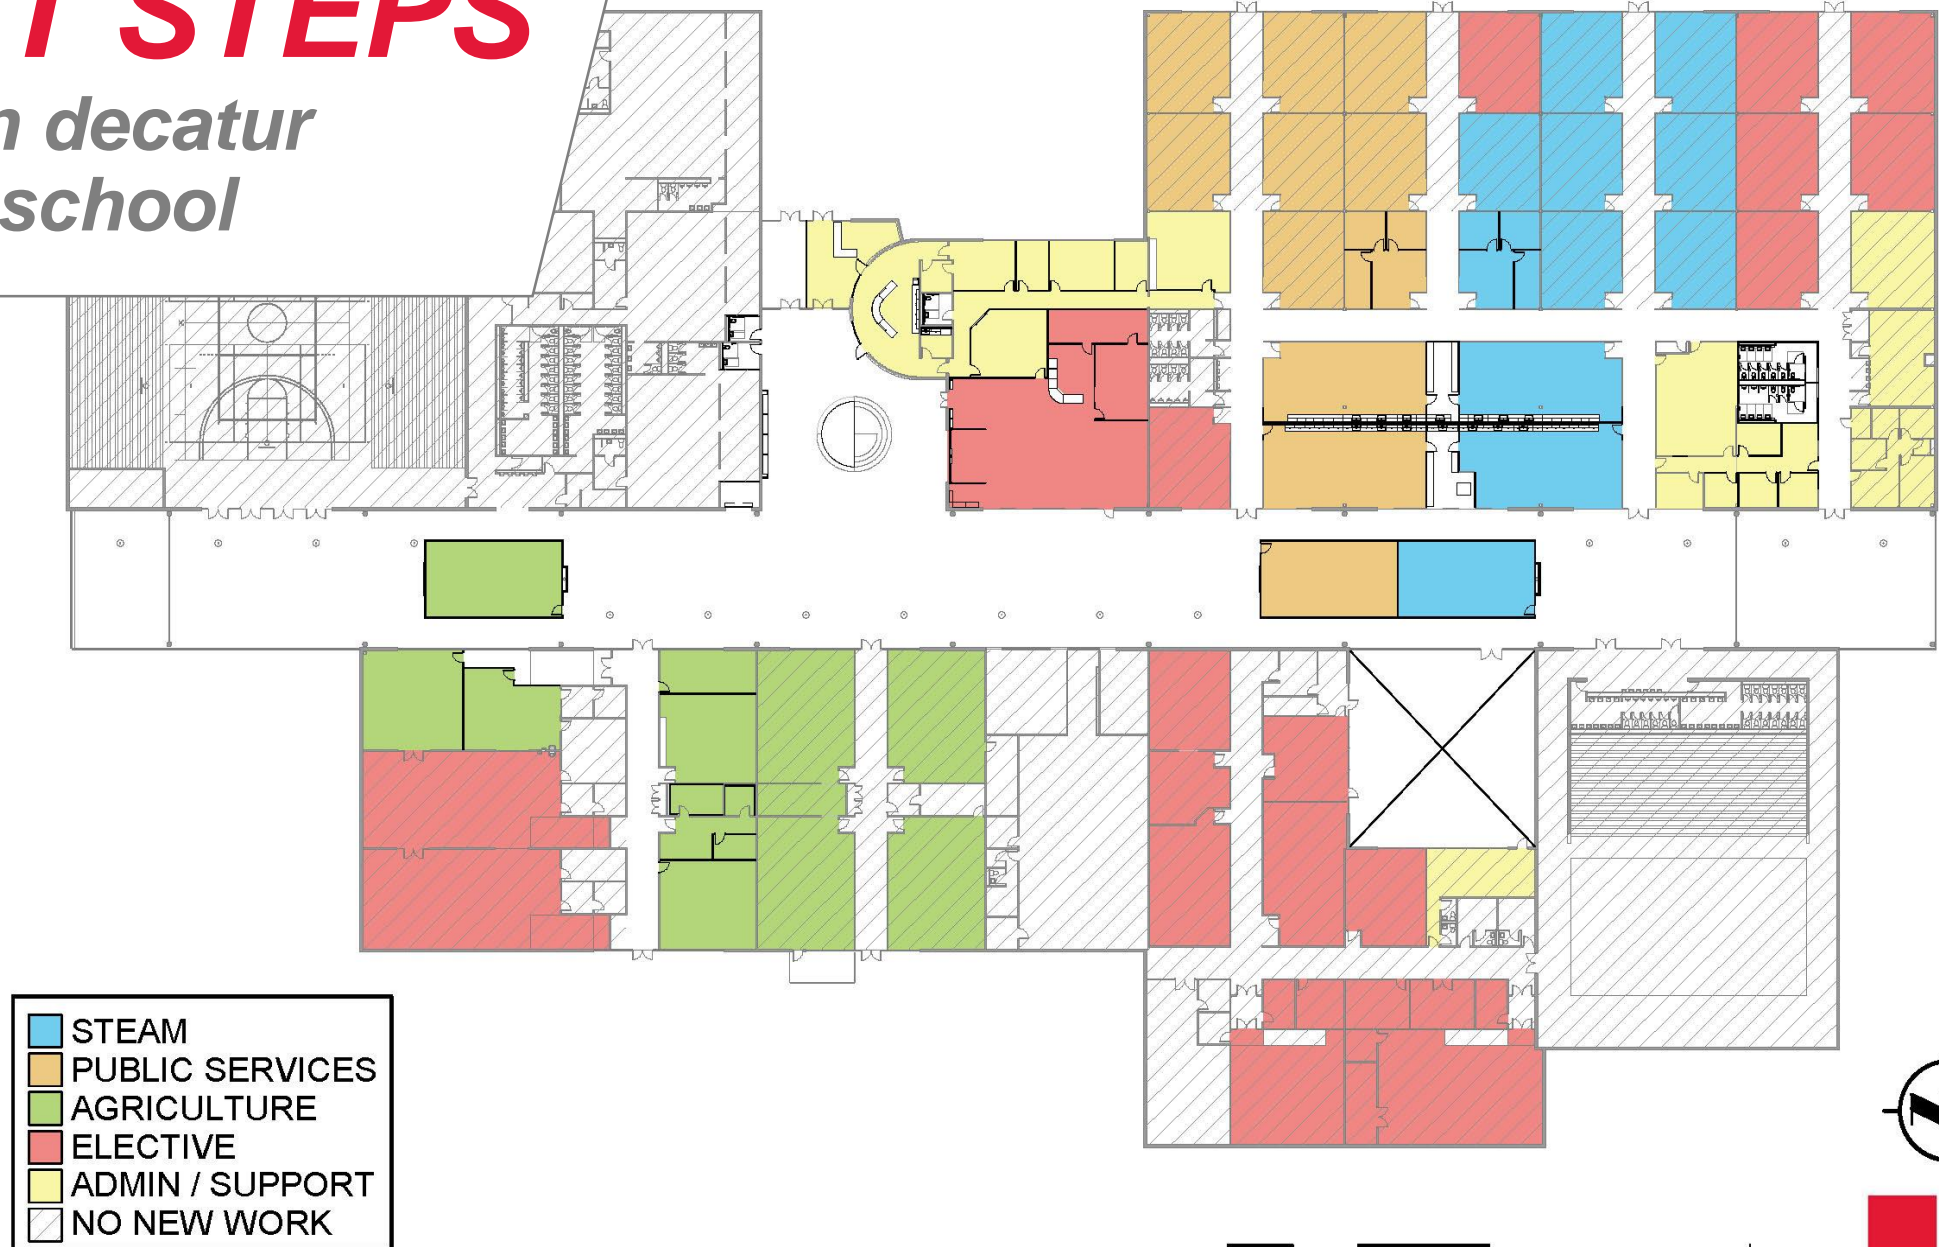 T STEPS
n decatur
school
STEAM
PUBLIC SERVICES
AGRICULTURE
ELECTIVE
ADMIN / SUPPORT
NO NEW WORK